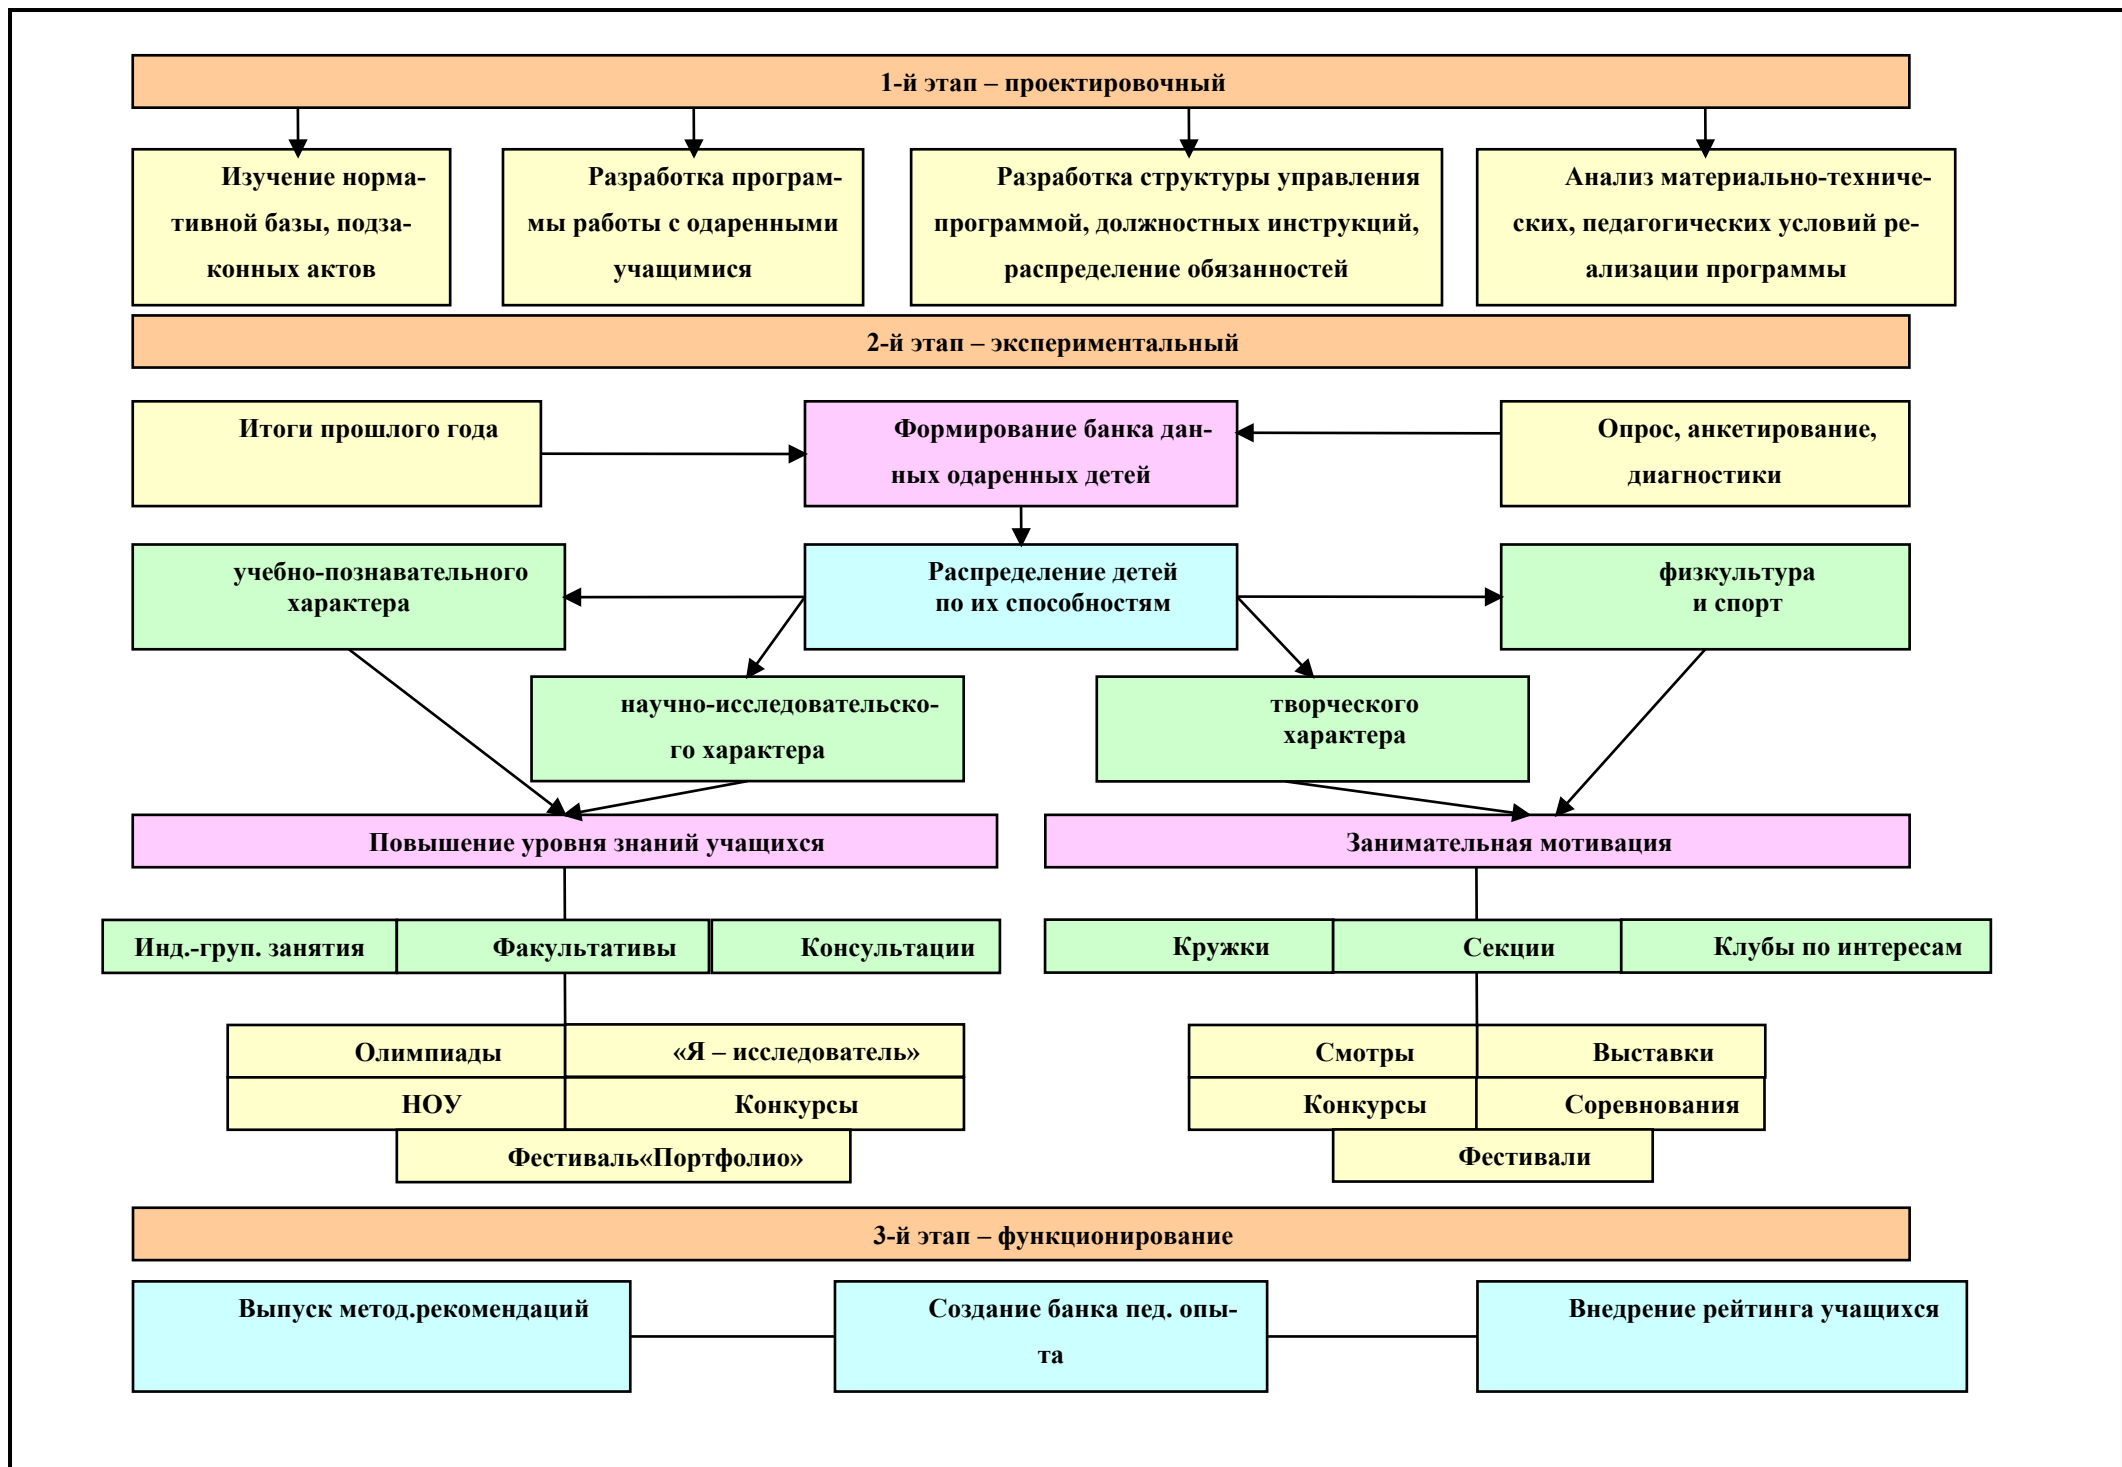 1-й этап – проектировочный
Изучение норма-
тивной базы, подза-
конных актов
Разработка програм-
мы работы с одаренными
учащимися
Разработка структуры управления
программой, должностных инструкций,
распределение обязанностей
Анализ материально-техниче-
ских, педагогических условий ре-
ализации программы
2-й этап – экспериментальный
Итоги прошлого года
Формирование банка дан-
ных одаренных детей
Опрос, анкетирование,
диагностики
учебно-познавательного
характера
Распределение детей
по их способностям
физкультура
и спорт
научно-исследовательско-
го характера
творческого
характера
Повышение уровня знаний учащихся
Занимательная мотивация
Инд.-груп. занятия
Факультативы
Консультации
Кружки
Секции
Клубы по интересам
Олимпиады
«Я – исследователь»
НОУ
Конкурсы
Фестиваль«Портфолио»
Смотры
Выставки
Конкурсы
Соревнования
Фестивали
3-й этап – функционирование
Выпуск метод.рекомендаций
Создание банка пед. опы-
та
Внедрение рейтинга учащихся